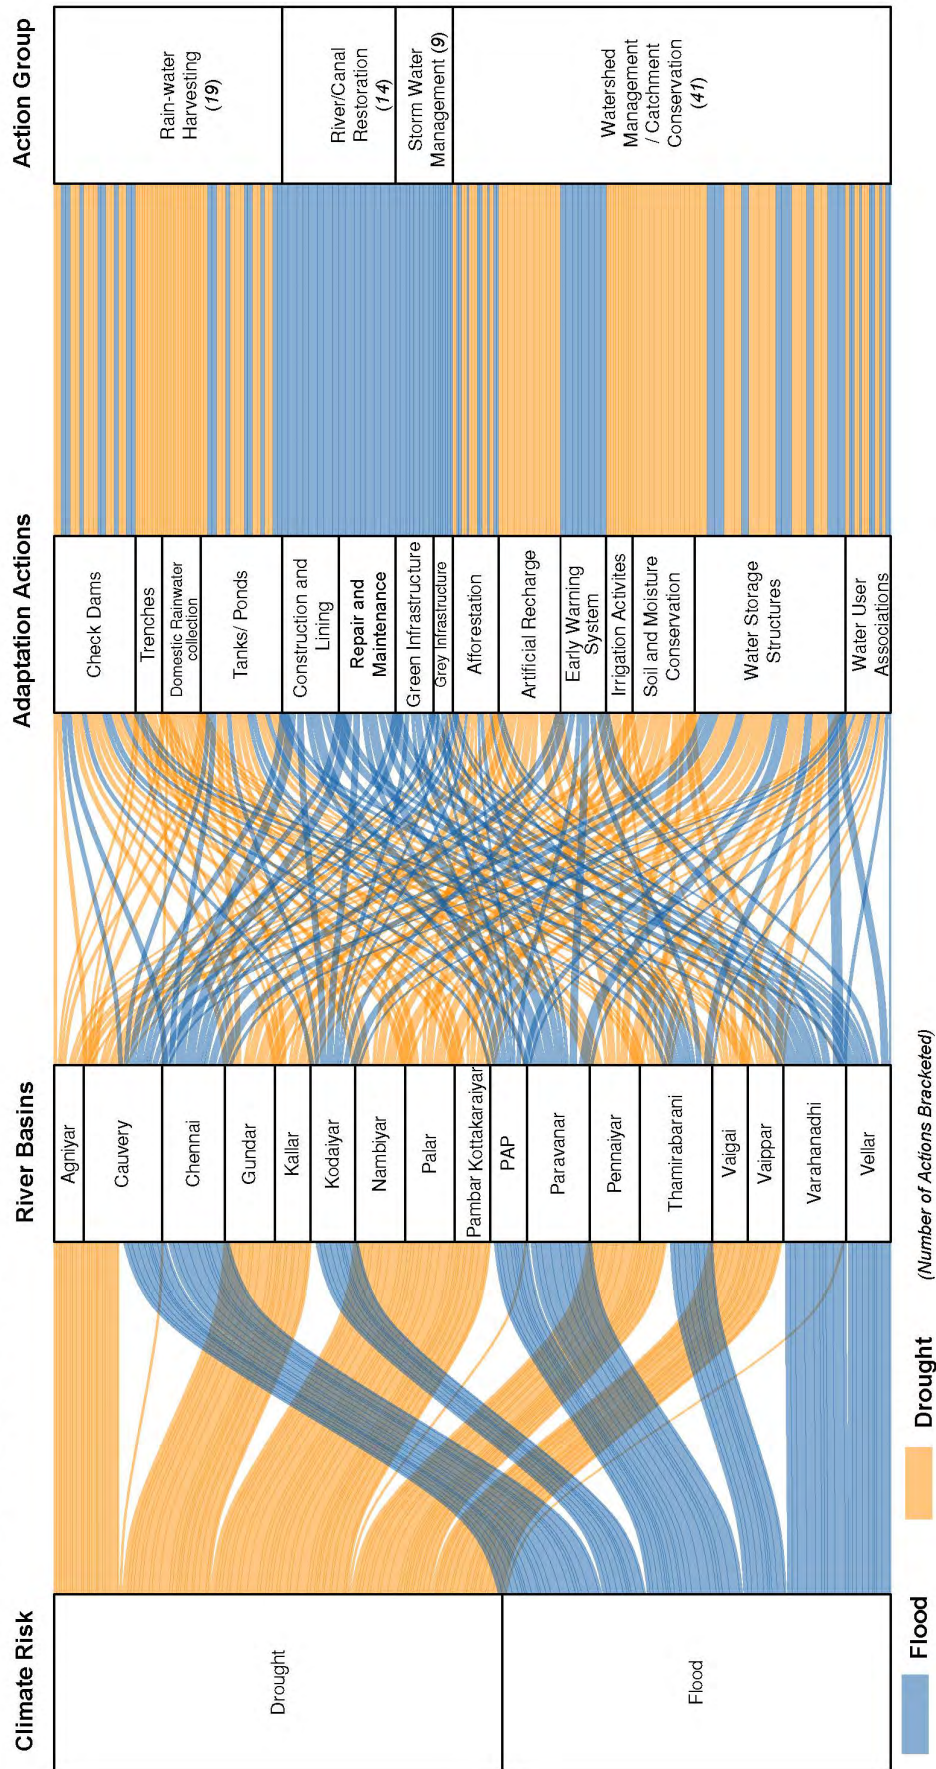 Climate Risk
River Basins
Adaptation Actions
Action Group
Drought
Flood
Agniyar
Cauvery
Chennai
Gundar
Kallar
Kodaiyar
Nambiyar
Palar
Pambar Kottakaraiyar
PAP
Paravanar
Pennaiyar
Thamirabarani
Vaigai
Vaippar
Varahanadhi
Vellar
Check Dams
Trenches
Domestic Rainwater
collection
Tanks/ Ponds
Construction and
Lining
Repair and
Maintenance
Green Infrastructure
Grey Infrastructure
Afforestation
Artificial Recharge
Early Warning
System
Irrigation Activites
Soil and Moisture
Conservation
Water Storage
Structures
Water User
Associations
Rain-water
Harvesting
(19)
River/Canal
Restoration
(14)
Storm Water
Management (9)
Watershed
Management
/ Catchment
Conservation
(41)
Flood
Drought
(Number of Actions Bracketed)